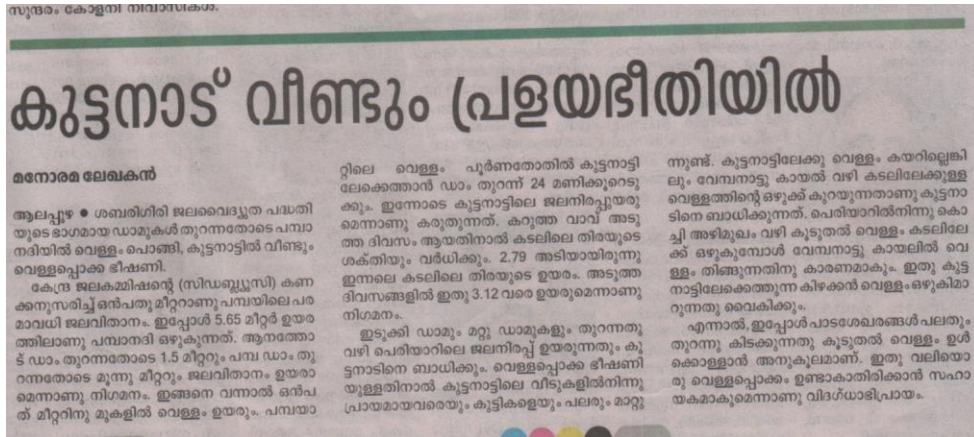 സുന്ദരം കോളനി നിവാസികൾ.
കുട്ടനാട് വീണ്ടും പ്രളയഭീതിയിൽ
മനോരമ ലേഖകൻ
ആലപ്പുഴ ● ശബരിഗിരി ജലവൈദ്യുത പദ്ധതി
യുടെ ഭാഗമായ ഡാമുകൾ തുറന്നതോടെ പമ്പാ
നദിയിൽ വെള്ളം പൊങ്ങി, കുട്ടനാട്ടിൽ വീണ്ടും
വെള്ളപ്പൊക്ക ഭീഷണി.
കേന്ദ്ര ജലകമ്മിഷന്റെ (സിഡബ്ല്യുസി) കണ
ക്കനുസരിച്ച് ഒൻപതു മീറ്ററാണു പമ്പയിലെ പര
മാവധി ജലവിതാനം. ഇപ്പോൾ 5.65 മീറ്റർ ഉയര
ത്തിലാണു പമ്പാനദി ഒഴുകുന്നത്. ആനത്തോ
ട് ഡാം തുറന്നതോടെ 1.5 മീറ്ററും പമ്പ ഡാം തു
റന്നതോടെ മൂന്നു മീറ്ററും ജലവിതാനം ഉയരാ
മെന്നാണു നിഗമനം. ഇങ്ങനെ വന്നാൽ ഒൻപ
ത് മീറ്ററിനു മുകളിൽ വെള്ളം ഉയരും. പമ്പയാ
റ്റിലെ വെള്ളം പൂർണതോതിൽ കുട്ടനാട്ടി
ലേക്കെത്താൻ ഡാം തുറന്ന് 24 മണിക്കൂറെടു
ക്കും. ഇന്നോടെ കുട്ടനാട്ടിലെ ജലനിരപ്പുയരു
മെന്നാണു കരുതുന്നത്. കറുത്ത വാവ് അടു
ത്ത ദിവസം ആയതിനാൽ കടലിലെ തിരയുടെ
ശക്തിയും വർധിക്കും. 2.79 അടിയായിരുന്നു
ഇന്നലെ കടലിലെ തിരയുടെ ഉയരം. അടുത്ത
ദിവസങ്ങളിൽ ഇതു 3.12 വരെ ഉയരുമെന്നാണു
നിഗമനം.
ഇടുക്കി ഡാമും മറ്റു ഡാമുകളും തുറന്നതു
വഴി പെരിയാറിലെ ജലനിരപ്പ് ഉയരുന്നതും കു
ട്ടനാടിനെ ബാധിക്കും. വെള്ളപ്പൊക്ക ഭീഷണി
യുള്ളതിനാൽ കുട്ടനാട്ടിലെ വീടുകളിൽനിന്നു
പ്രായമായവരെയും കുട്ടികളെയും പലരും മാറ്റു
ന്നുണ്ട്. കുട്ടനാട്ടിലേക്കു വെള്ളം കയറില്ലെങ്കി
ലും വേമ്പനാട്ടു കായൽ വഴി കടലിലേക്കുള്ള
വെള്ളത്തിന്റെ ഒഴുക്ക് കുറയുന്നതാണു കുട്ടനാ
ടിനെ ബാധിക്കുന്നത്. പെരിയാറിൽനിന്നു കൊ
ച്ചി അഴിമുഖം വഴി കൂടുതൽ വെള്ളം കടലിലേ
ക്ക് ഒഴുകുമ്പോൾ വേമ്പനാട്ടു കായലിൽ വെ
ള്ളം തിങ്ങുന്നതിനു കാരണമാകും. ഇതു കുട്ട
നാട്ടിലേക്കെത്തുന്ന കിഴക്കൻ വെള്ളം ഒഴുകിമാ
റുന്നതു വൈകിക്കും.
എന്നാൽ, ഇപ്പോൾ പാടശേഖരങ്ങൾ പലതും
തുറന്നു കിടക്കുന്നതു കൂടുതൽ വെള്ളം ഉൾ
ക്കൊള്ളാൻ അനുകൂലമാണ്. ഇതു വലിയൊ
രു വെള്ളപ്പൊക്കം ഉണ്ടാകാതിരിക്കാൻ സഹാ
യകമാകുമെന്നാണു വിദഗ്ധാഭിപ്രായം.